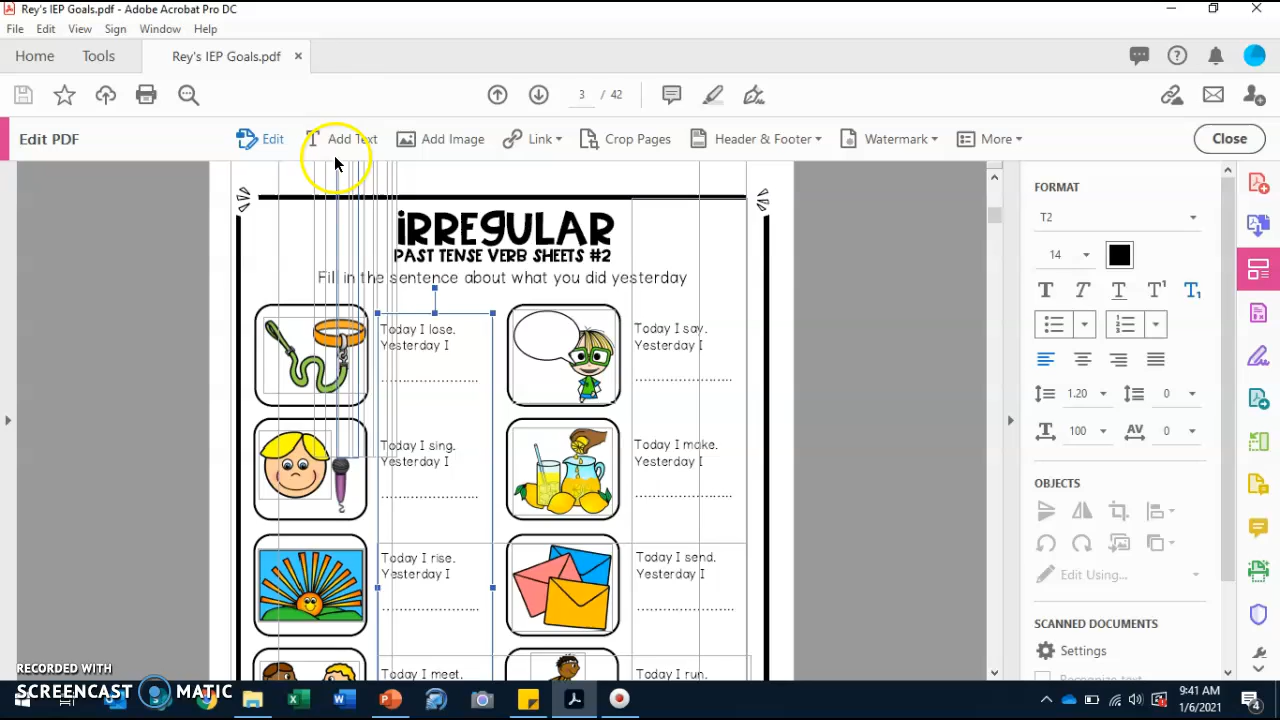 Rey's IEP Goals.pdf - Adobe Acrobat Pro DC
File Edit View Sign Window Help
Home Tools Rey's IEP Goals.pdf ×
3 / 42
Edit PDF Edit Add Text Add Image Link Crop Pages Header & Footer Watermark More Close
IRREGULAR
PAST TENSE VERB SHEETS #2
Fill in the sentence about what you did yesterday
Today I lose.
Yesterday I
Today I say.
Yesterday I
Today I sing.
Yesterday I
Today I make.
Yesterday I
Today I rise.
Yesterday I
Today I send.
Yesterday I
Today I meet.
Today I run.
FORMAT
T2
14
1.20 0
100 AV 0
OBJECTS
Edit Using...
SCANNED DOCUMENTS
Settings
Recognize text
RECORDED WITH
SCREENCAST MATIC
9:41 AM
1/6/2021
4